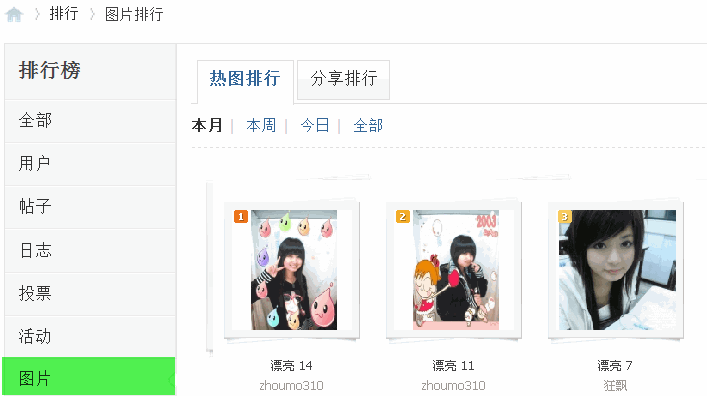 排行 图片排行
排行榜
全部
用户
帖子
日志
投票
活动
图片
热图排行 分享排行
本月 本周 今日 全部
1 2 3
2003
漂亮 14 漂亮 11 漂亮 7
zhoumo310 zhoumo310 狂飘